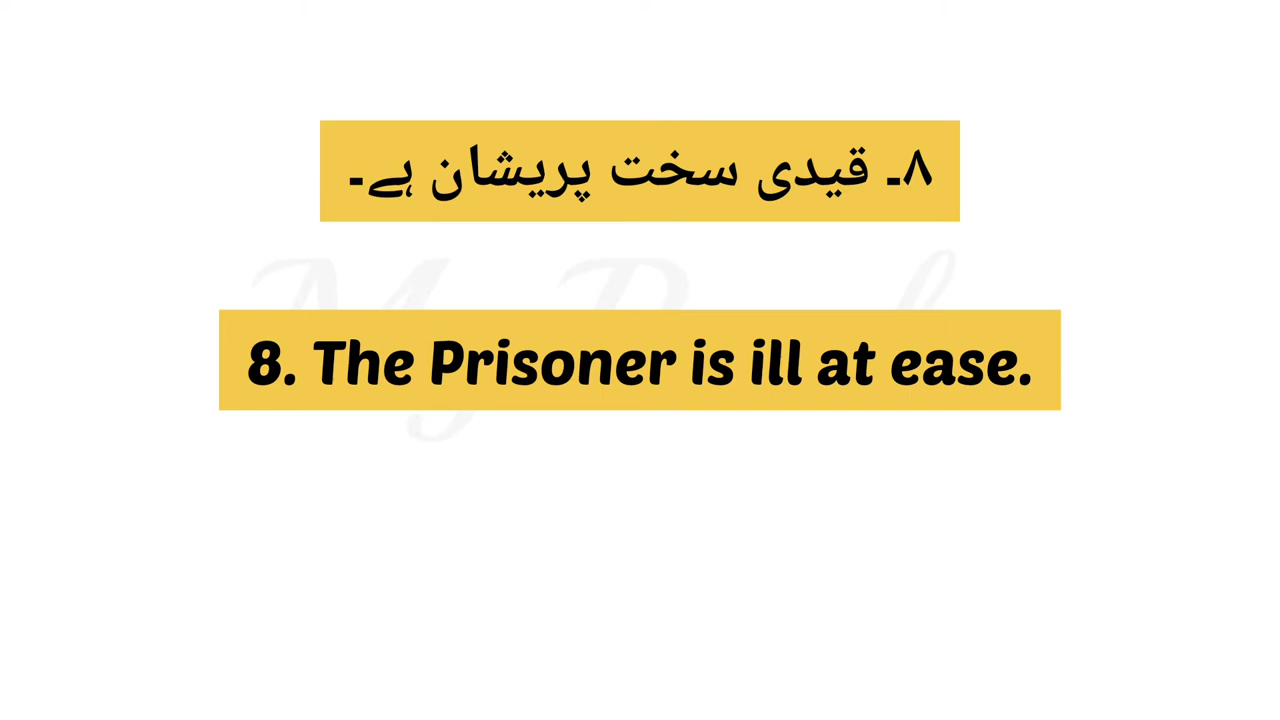 ۸۔ قیدی سخت پریشان ہے۔
8. The Prisoner is ill at ease.